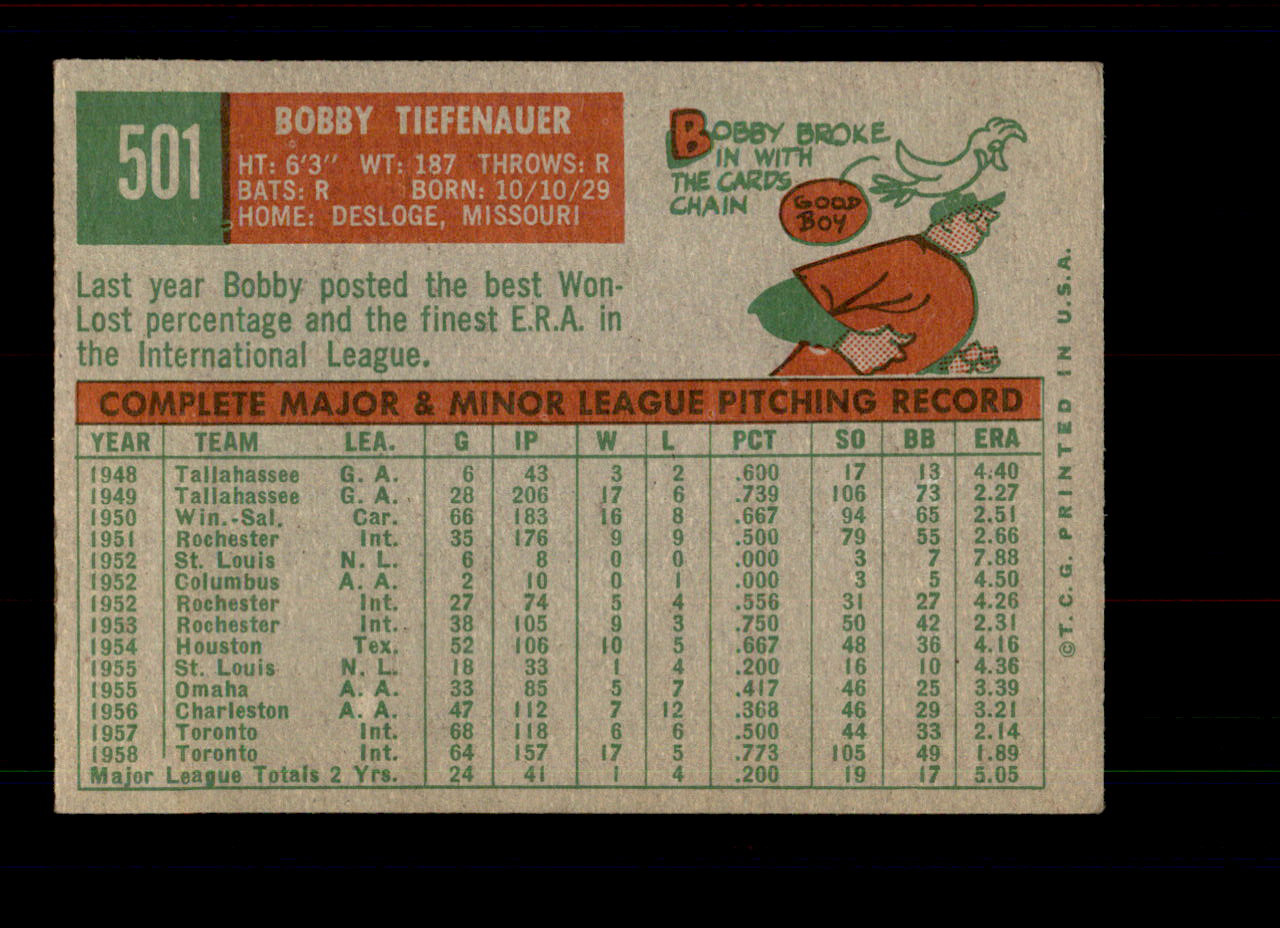 501
BOBBY TIEFENAUER
HT: 6'3" WT: 187 THROWS: R
BATS: R BORN: 10/10/29
HOME: DESLOGE, MISSOURI
BOBBY BROKE
IN WITH
THE CARDS
CHAIN
GOOD
BOY
Last year Bobby posted the best Won-
Lost percentage and the finest E.R.A. in
the International League.
COMPLETE MAJOR & MINOR LEAGUE PITCHING RECORD
YEAR TEAM LEA. G IP W L PCT SO BB ERA
1948 Tallahassee G. A. 6 43 3 2 .600 17 13 4.40
1949 Tallahassee G. A. 28 206 17 6 .739 106 73 2.27
1950 Win.-Sal. Car. 66 183 16 8 .667 94 65 2.51
1951 Rochester Int. 35 176 9 9 .500 79 55 2.66
1952 St. Louis N. L. 6 8 0 0 .000 3 7 7.88
1952 Columbus A. A. 2 10 0 1 .000 3 5 4.50
1952 Rochester Int. 27 74 5 4 .556 31 27 4.26
1953 Rochester Int. 38 105 9 3 .750 50 42 2.31
1954 Houston Tex. 52 106 10 5 .667 48 36 4.16
1955 St. Louis N. L. 18 33 1 4 .200 16 10 4.36
1955 Omaha A. A. 33 85 5 7 .417 46 25 3.39
1956 Charleston A. A. 47 112 7 12 .368 46 29 3.21
1957 Toronto Int. 68 118 6 6 .500 44 33 2.14
1958 Toronto Int. 64 157 17 5 .773 105 49 1.89
Major League Totals 2 Yrs. 24 41 1 4 .200 19 17 5.05
©T. C. G. PRINTED IN U.S.A.